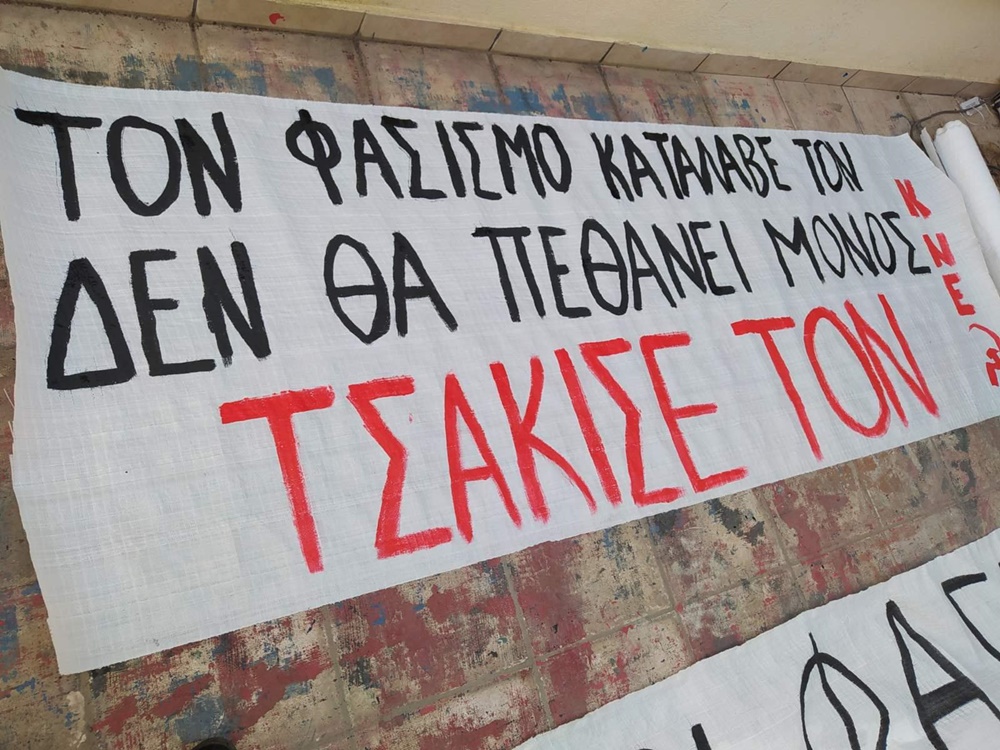 ΤΟΝ ΦΑΣΙΣΜΟ ΚΑΤΑΛΑΒΕ ΤΟΝ
ΔΕΝ ΘΑ ΠΕΘΑΝΕΙ ΜΟΝΟΣ
ΤΣΑΚΙΣΕ ΤΟΝ
ΚΝΕ